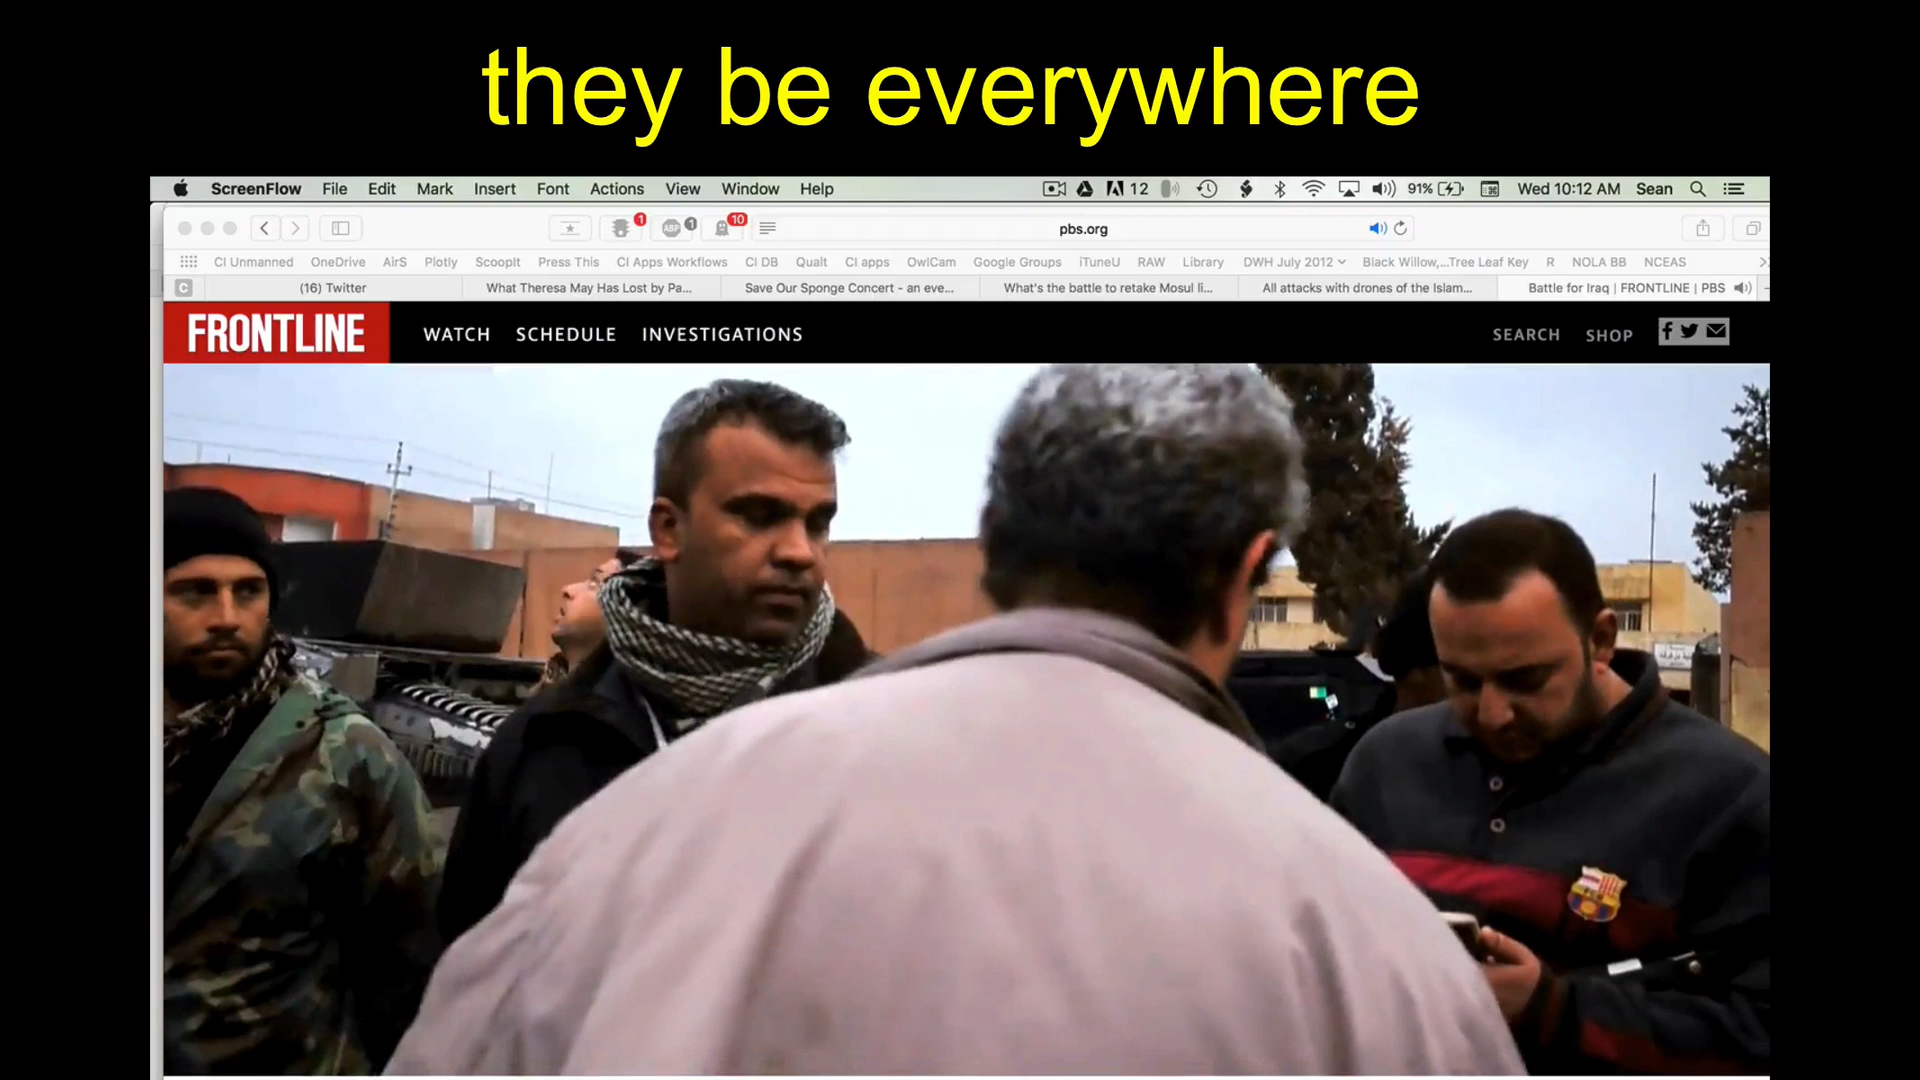 they be everywhere
ScreenFlow File Edit Mark Insert Font Actions View Window Help 12 91% Wed 10:12 AM Sean
1 ABP 1 10 pbs.org
CI Unmanned OneDrive AirS Plotly ScoopIt Press This CI Apps Workflows CI DB Qualt CI apps OwlCam Google Groups iTuneU RAW Library DWH July 2012 Black Willow,...Tree Leaf Key R NOLA BB NCEAS
C (16) Twitter What Theresa May Has Lost by Pa... Save Our Sponge Concert - an eve... What's the battle to retake Mosul li... All attacks with drones of the Islam... Battle for Iraq | FRONTLINE | PBS
FRONTLINE WATCH SCHEDULE INVESTIGATIONS SEARCH SHOP